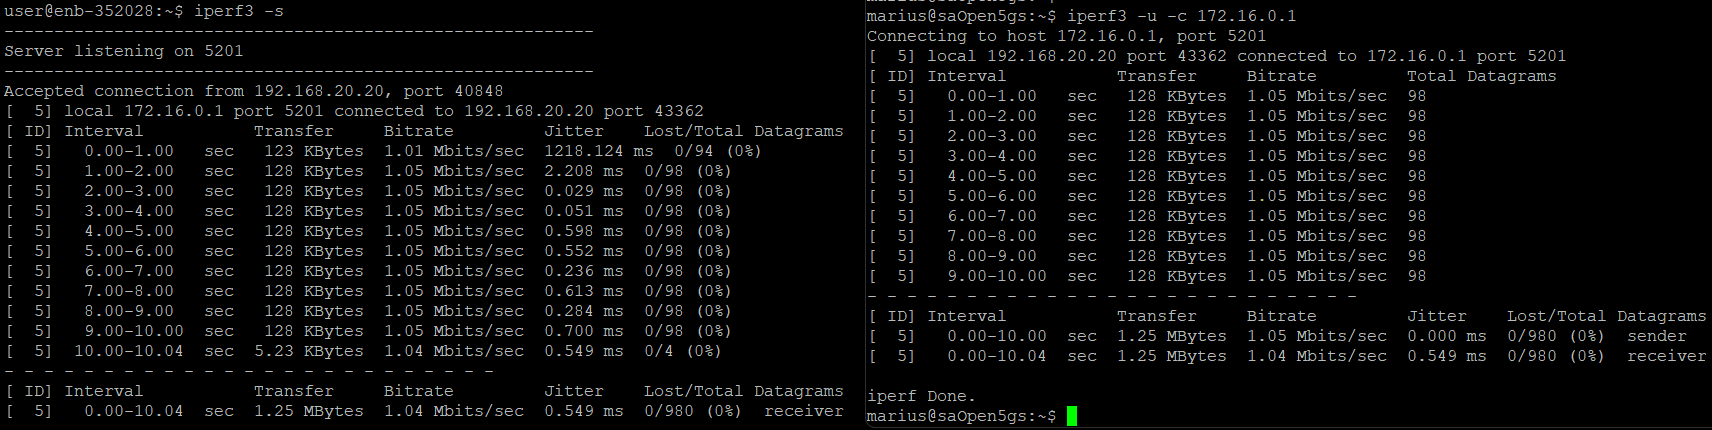 user@enb-352028:~$ iperf3 -s
-----------------------------------------------------------
Server listening on 5201
-----------------------------------------------------------
Accepted connection from 192.168.20.20, port 40848
[  5] local 172.16.0.1 port 5201 connected to 192.168.20.20 port 43362
[ ID] Interval           Transfer     Bitrate         Jitter    Lost/Total Datagrams
[  5]   0.00-1.00   sec   123 KBytes  1.01 Mbits/sec  1218.124 ms  0/94 (0%)
[  5]   1.00-2.00   sec   128 KBytes  1.05 Mbits/sec  2.208 ms  0/98 (0%)
[  5]   2.00-3.00   sec   128 KBytes  1.05 Mbits/sec  0.029 ms  0/98 (0%)
[  5]   3.00-4.00   sec   128 KBytes  1.05 Mbits/sec  0.051 ms  0/98 (0%)
[  5]   4.00-5.00   sec   128 KBytes  1.05 Mbits/sec  0.598 ms  0/98 (0%)
[  5]   5.00-6.00   sec   128 KBytes  1.05 Mbits/sec  0.552 ms  0/98 (0%)
[  5]   6.00-7.00   sec   128 KBytes  1.05 Mbits/sec  0.236 ms  0/98 (0%)
[  5]   7.00-8.00   sec   128 KBytes  1.05 Mbits/sec  0.613 ms  0/98 (0%)
[  5]   8.00-9.00   sec   128 KBytes  1.05 Mbits/sec  0.284 ms  0/98 (0%)
[  5]   9.00-10.00  sec   128 KBytes  1.05 Mbits/sec  0.700 ms  0/98 (0%)
[  5]  10.00-10.04  sec  5.23 KBytes  1.04 Mbits/sec  0.549 ms  0/4 (0%)
- - - - - - - - - - - - - - - - - - - - - - - - -
[ ID] Interval           Transfer     Bitrate         Jitter    Lost/Total Datagrams
[  5]   0.00-10.04  sec  1.25 MBytes  1.04 Mbits/sec  0.549 ms  0/980 (0%)  receiver
marius@saOpen5gs:~$ iperf3 -u -c 172.16.0.1
Connecting to host 172.16.0.1, port 5201
[  5] local 192.168.20.20 port 43362 connected to 172.16.0.1 port 5201
[ ID] Interval           Transfer     Bitrate         Total Datagrams
[  5]   0.00-1.00   sec   128 KBytes  1.05 Mbits/sec  98
[  5]   1.00-2.00   sec   128 KBytes  1.05 Mbits/sec  98
[  5]   2.00-3.00   sec   128 KBytes  1.05 Mbits/sec  98
[  5]   3.00-4.00   sec   128 KBytes  1.05 Mbits/sec  98
[  5]   4.00-5.00   sec   128 KBytes  1.05 Mbits/sec  98
[  5]   5.00-6.00   sec   128 KBytes  1.05 Mbits/sec  98
[  5]   6.00-7.00   sec   128 KBytes  1.05 Mbits/sec  98
[  5]   7.00-8.00   sec   128 KBytes  1.05 Mbits/sec  98
[  5]   8.00-9.00   sec   128 KBytes  1.05 Mbits/sec  98
[  5]   9.00-10.00  sec   128 KBytes  1.05 Mbits/sec  98
- - - - - - - - - - - - - - - - - - - - - - - - -
[ ID] Interval           Transfer     Bitrate         Jitter    Lost/Total Datagrams
[  5]   0.00-10.00  sec  1.25 MBytes  1.05 Mbits/sec  0.000 ms  0/980 (0%)  sender
[  5]   0.00-10.04  sec  1.25 MBytes  1.04 Mbits/sec  0.549 ms  0/980 (0%)  receiver
iperf Done.
marius@saOpen5gs:~$